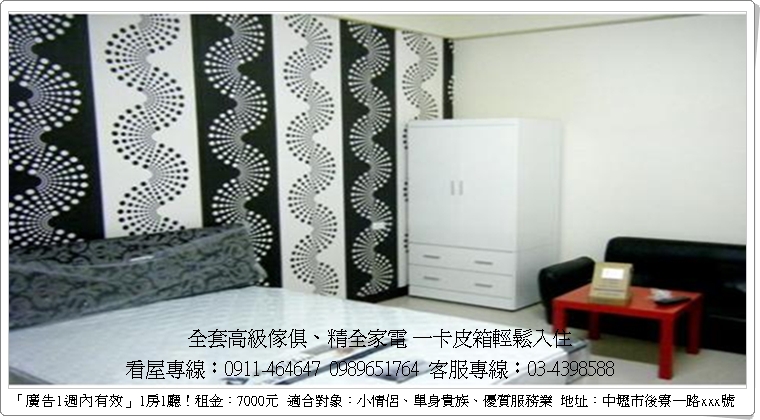 全套高級傢俱、精全家電 一卡皮箱輕鬆入住
看屋專線：0911-464647 0989651764 客服專線：03-4398588
「廣告1週內有效」1房1廳！租金：7000元 適合對象：小情侶、單身貴族、優質服務業 地址：中壢市後寮一路xxx號